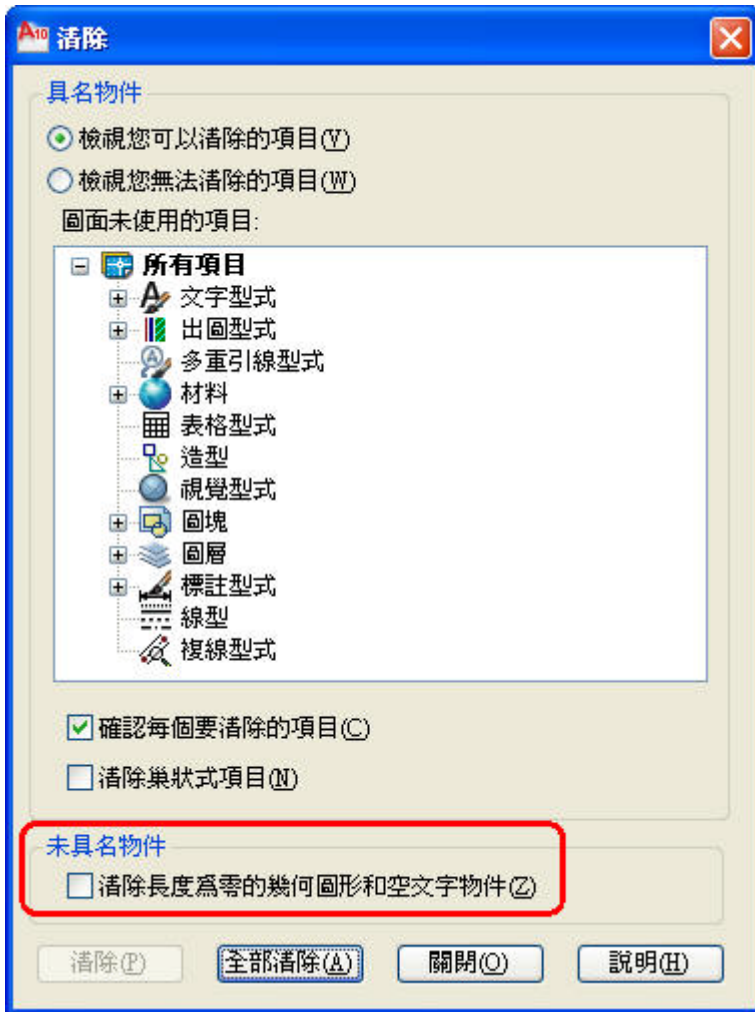 A10 清除
具名物件
檢視您可以清除的項目(V)
檢視您無法清除的項目(W)
圖面未使用的項目:
所有項目
文字型式
出圖型式
多重引線型式
材料
表格型式
造型
視覺型式
圖塊
圖層
標註型式
線型
複線型式
確認每個要清除的項目(C)
清除巢狀式項目(N)
未具名物件
清除長度爲零的幾何圖形和空文字物件(Z)
清除(P) 全部清除(A) 關閉(O) 說明(H)